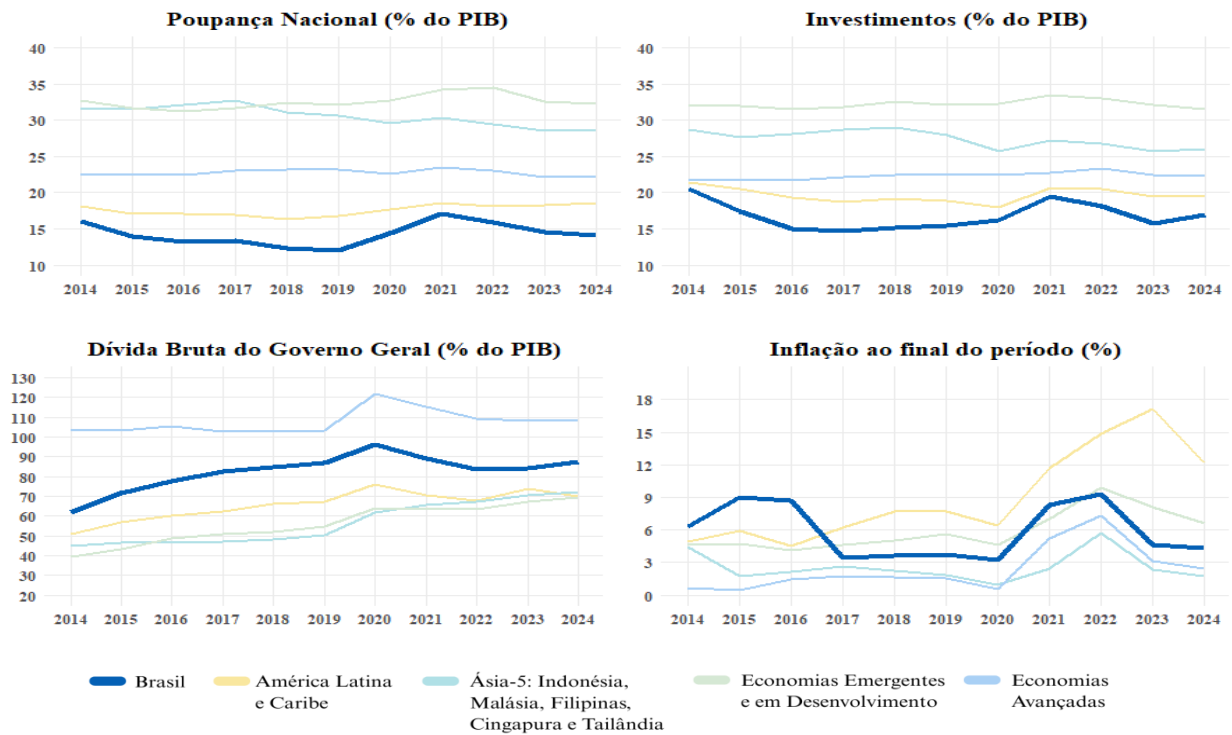 Poupança Nacional (% do PIB)
40
35
30
25
20
15
10
2014 2015 2016 2017 2018 2019 2020 2021 2022 2023 2024
Investimentos (% do PIB)
40
35
30
25
20
15
10
2014 2015 2016 2017 2018 2019 2020 2021 2022 2023 2024
Dívida Bruta do Governo Geral (% do PIB)
130
120
110
100
90
80
70
60
50
40
30
20
2014 2015 2016 2017 2018 2019 2020 2021 2022 2023 2024
Inflação ao final do período (%)
18
15
12
9
6
3
0
2014 2015 2016 2017 2018 2019 2020 2021 2022 2023 2024
Brasil
América Latina
e Caribe
Ásia-5: Indonésia,
Malásia, Filipinas,
Cingapura e Tailândia
Economias Emergentes
e em Desenvolvimento
Economias
Avançadas